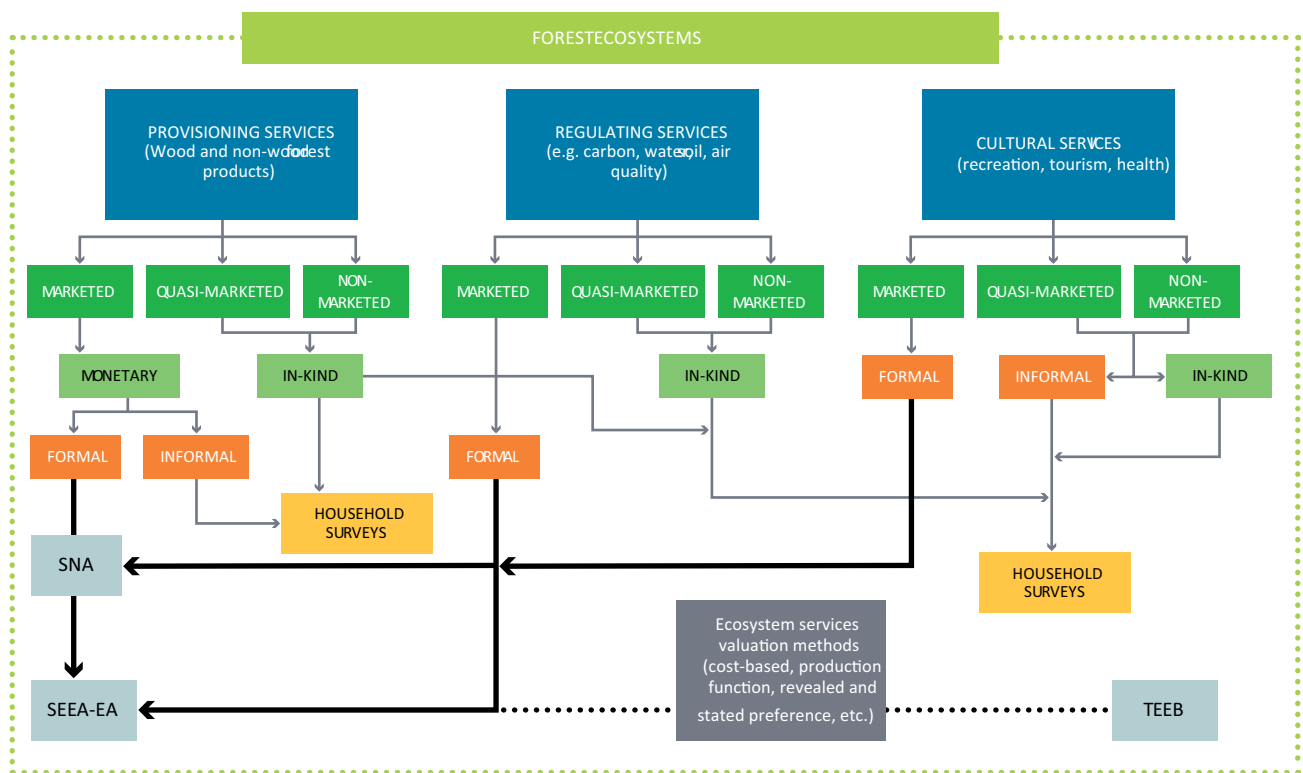 FORESTECOSYSTEMS
PROVISIONING SERVICES
(Wood and non-wood forest
products)
REGULATING SERVICES
(e.g. carbon, water, soil, air
quality)
CULTURAL SERVICES
(recreation, tourism, health)
MARKETED
QUASI-MARKETED
NON-
MARKETED
MARKETED
QUASI-MARKETED
NON-
MARKETED
MARKETED
QUASI-MARKETED
NON-
MARKETED
MONETARY
IN-KIND
IN-KIND
FORMAL
INFORMAL
IN-KIND
FORMAL
INFORMAL
FORMAL
HOUSEHOLD
SURVEYS
SNA
HOUSEHOLD
SURVEYS
Ecosystem services
valuation methods
(cost-based, production
function, revealed and
stated preference, etc.)
SEEA-EA
TEEB